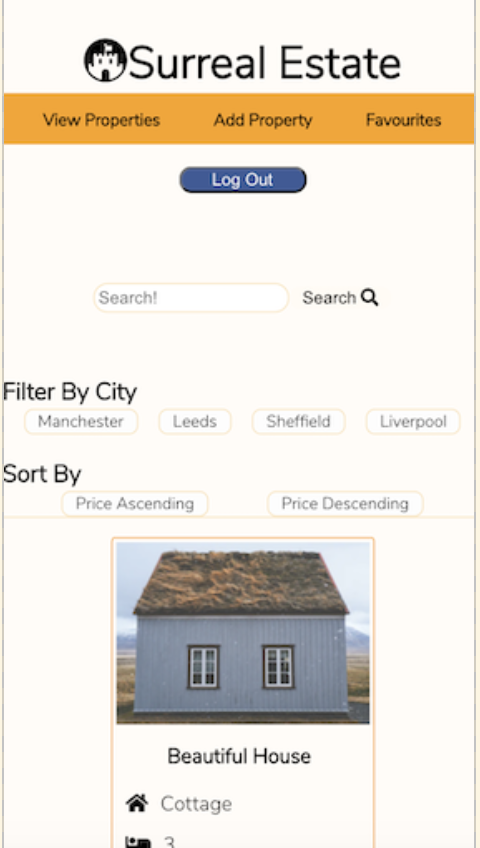 Surreal Estate
View Properties Add Property Favourites
Log Out
Search! Search
Filter By City
Manchester Leeds Sheffield Liverpool
Sort By
Price Ascending Price Descending
Beautiful House
Cottage
3